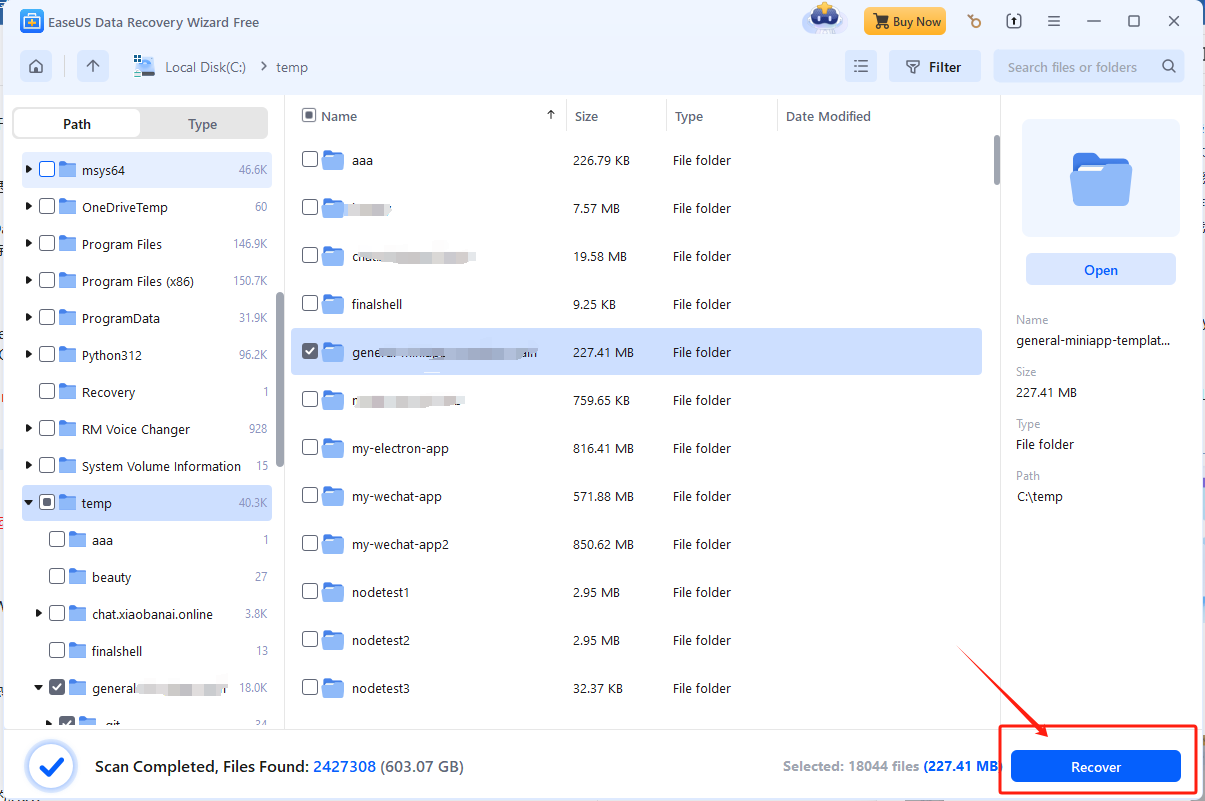 EaseUS Data Recovery Wizard Free
Buy Now
Local Disk(C:) > temp
Filter
Search files or folders
Path
Type
msys64 46.6K
OneDriveTemp 60
Program Files 146.9K
Program Files (x86) 150.7K
ProgramData 31.9K
Python312 96.2K
Recovery 1
RM Voice Changer 928
System Volume Information 15
temp 40.3K
aaa 1
beauty 27
chat.xiaobanai.online 3.8K
finalshell 13
general 18.0K
.git 34
Name Size Type Date Modified
aaa 226.79 KB File folder
7.57 MB File folder
19.58 MB File folder
finalshell 9.25 KB File folder
227.41 MB File folder
759.65 KB File folder
my-electron-app 816.41 MB File folder
my-wechat-app 571.88 MB File folder
my-wechat-app2 850.62 MB File folder
nodetest1 2.95 MB File folder
nodetest2 2.95 MB File folder
nodetest3 32.37 KB File folder
Open
Name
general-miniapp-templat...
Size
227.41 MB
Type
File folder
Path
C:\temp
Scan Completed, Files Found: 2427308 (603.07 GB)
Selected: 18044 files (227.41 MB)
Recover